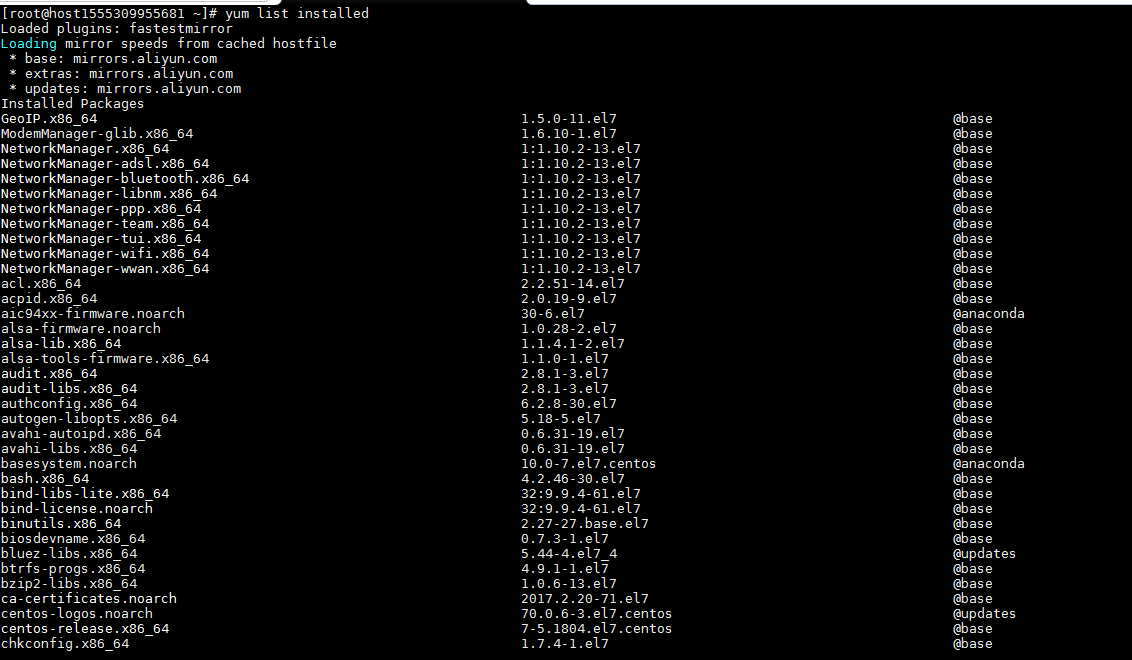 [root@host1555309955681 ~]# yum list installed
Loaded plugins: fastestmirror
Loading mirror speeds from cached hostfile
 * base: mirrors.aliyun.com
 * extras: mirrors.aliyun.com
 * updates: mirrors.aliyun.com
Installed Packages
GeoIP.x86_64 1.5.0-11.el7 @base
ModemManager-glib.x86_64 1.6.10-1.el7 @base
NetworkManager.x86_64 1:1.10.2-13.el7 @base
NetworkManager-adsl.x86_64 1:1.10.2-13.el7 @base
NetworkManager-bluetooth.x86_64 1:1.10.2-13.el7 @base
NetworkManager-libnm.x86_64 1:1.10.2-13.el7 @base
NetworkManager-ppp.x86_64 1:1.10.2-13.el7 @base
NetworkManager-team.x86_64 1:1.10.2-13.el7 @base
NetworkManager-tui.x86_64 1:1.10.2-13.el7 @base
NetworkManager-wifi.x86_64 1:1.10.2-13.el7 @base
NetworkManager-wwan.x86_64 1:1.10.2-13.el7 @base
acl.x86_64 2.2.51-14.el7 @base
acpid.x86_64 2.0.19-9.el7 @base
aic94xx-firmware.noarch 30-6.el7 @anaconda
alsa-firmware.noarch 1.0.28-2.el7 @base
alsa-lib.x86_64 1.1.4.1-2.el7 @base
alsa-tools-firmware.x86_64 1.1.0-1.el7 @base
audit.x86_64 2.8.1-3.el7 @base
audit-libs.x86_64 2.8.1-3.el7 @base
authconfig.x86_64 6.2.8-30.el7 @base
autogen-libopts.x86_64 5.18-5.el7 @base
avahi-autoipd.x86_64 0.6.31-19.el7 @base
avahi-libs.x86_64 0.6.31-19.el7 @base
basesystem.noarch 10.0-7.el7.centos @anaconda
bash.x86_64 4.2.46-30.el7 @base
bind-libs-lite.x86_64 32:9.9.4-61.el7 @base
bind-license.noarch 32:9.9.4-61.el7 @base
binutils.x86_64 2.27-27.base.el7 @base
biosdevname.x86_64 0.7.3-1.el7 @base
bluez-libs.x86_64 5.44-4.el7_4 @updates
btrfs-progs.x86_64 4.9.1-1.el7 @base
bzip2-libs.x86_64 1.0.6-13.el7 @base
ca-certificates.noarch 2017.2.20-71.el7 @base
centos-logos.noarch 70.0.6-3.el7.centos @updates
centos-release.x86_64 7-5.1804.el7.centos @base
chkconfig.x86_64 1.7.4-1.el7 @base